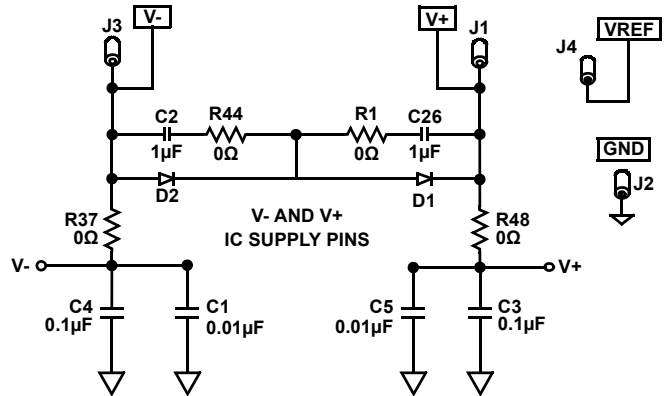 V-
V+
J3
J1
VREF
J4
C2
R44
R1
C26
1µF
0Ω
0Ω
1µF
GND
J2
D2
D1
R37
0Ω
V- AND V+
IC SUPPLY PINS
R48
0Ω
V-
V+
C4
0.1µF
C1
0.01µF
C5
0.01µF
C3
0.1µF